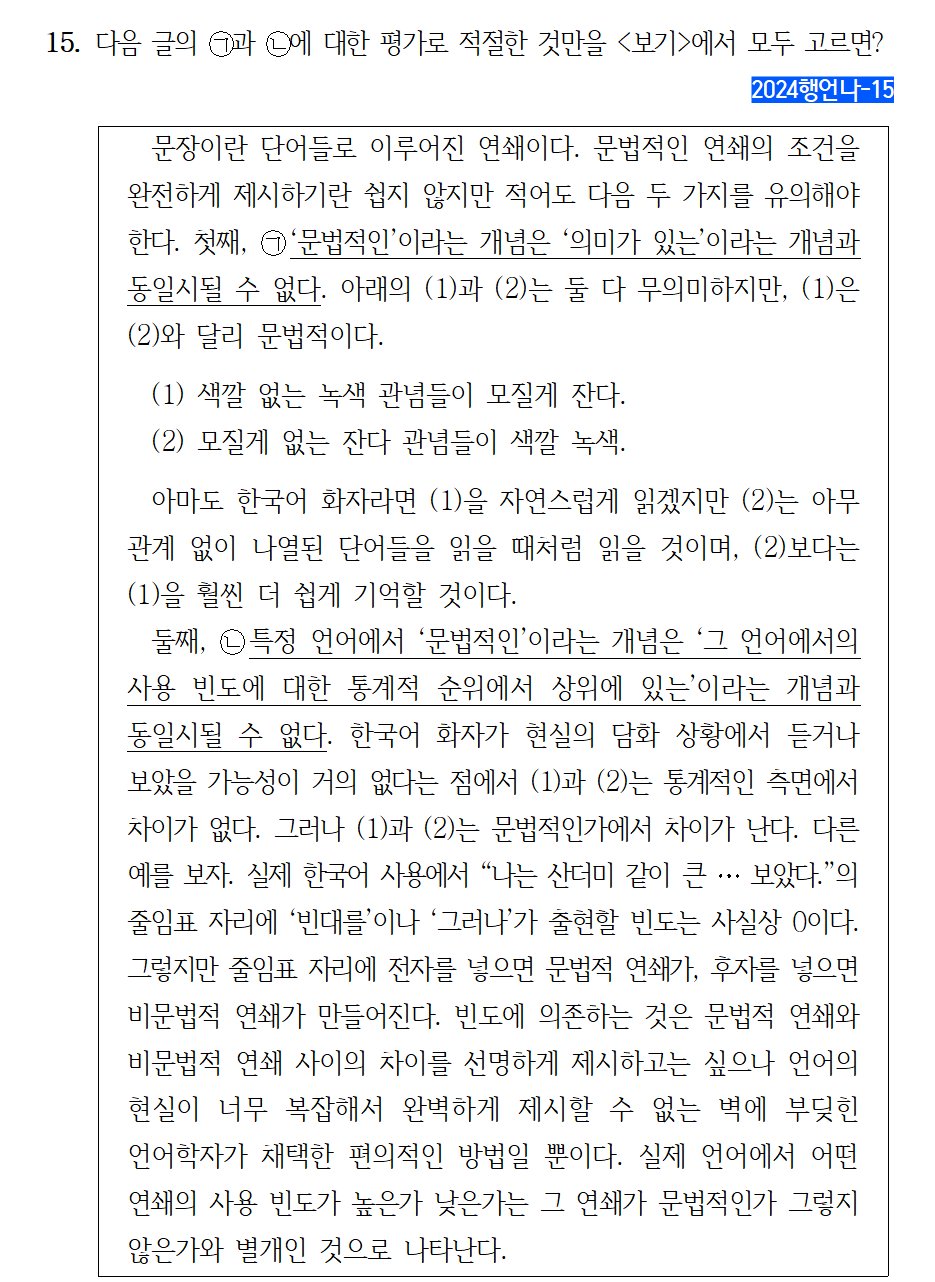 15. 다음 글의 ㉠과 ㉡에 대한 평가로 적절한 것만을 <보기>에서 모두 고르면?
2024행언나-15
문장이란 단어들로 이루어진 연쇄이다. 문법적인 연쇄의 조건을
완전하게 제시하기란 쉽지 않지만 적어도 다음 두 가지를 유의해야
한다. 첫째, ㉠‘문법적인’이라는 개념은 ‘의미가 있는’이라는 개념과
동일시될 수 없다. 아래의 (1)과 (2)는 둘 다 무의미하지만, (1)은
(2)와 달리 문법적이다.
(1) 색깔 없는 녹색 관념들이 모질게 잔다.
(2) 모질게 없는 잔다 관념들이 색깔 녹색.
아마도 한국어 화자라면 (1)을 자연스럽게 읽겠지만 (2)는 아무
관계 없이 나열된 단어들을 읽을 때처럼 읽을 것이며, (2)보다는
(1)을 훨씬 더 쉽게 기억할 것이다.
둘째, ㉡특정 언어에서 ‘문법적인’이라는 개념은 ‘그 언어에서의
사용 빈도에 대한 통계적 순위에서 상위에 있는’이라는 개념과
동일시될 수 없다. 한국어 화자가 현실의 담화 상황에서 듣거나
보았을 가능성이 거의 없다는 점에서 (1)과 (2)는 통계적인 측면에서
차이가 없다. 그러나 (1)과 (2)는 문법적인가에서 차이가 난다. 다른
예를 보자. 실제 한국어 사용에서 “나는 산더미 같이 큰 … 보았다.”의
줄임표 자리에 ‘빈대를’이나 ‘그러나’가 출현할 빈도는 사실상 0이다.
그렇지만 줄임표 자리에 전자를 넣으면 문법적 연쇄가, 후자를 넣으면
비문법적 연쇄가 만들어진다. 빈도에 의존하는 것은 문법적 연쇄와
비문법적 연쇄 사이의 차이를 선명하게 제시하고는 싶으나 언어의
현실이 너무 복잡해서 완벽하게 제시할 수 없는 벽에 부딪힌
언어학자가 채택한 편의적인 방법일 뿐이다. 실제 언어에서 어떤
연쇄의 사용 빈도가 높은가 낮은가는 그 연쇄가 문법적인가 그렇지
않은가와 별개인 것으로 나타난다.